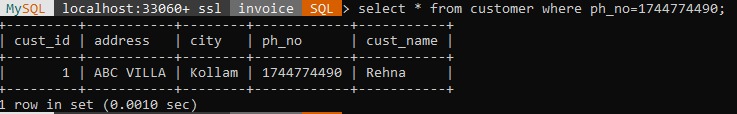 MySQL localhost:33060+ ssl invoice SQL > select * from customer where ph_no=1744774490;
+---------+-----------+--------+------------+-----------+
| cust_id | address   | city   | ph_no      | cust_name |
+---------+-----------+--------+------------+-----------+
|       1 | ABC VILLA | Kollam | 1744774490 | Rehna     |
+---------+-----------+--------+------------+-----------+
1 row in set (0.0010 sec)